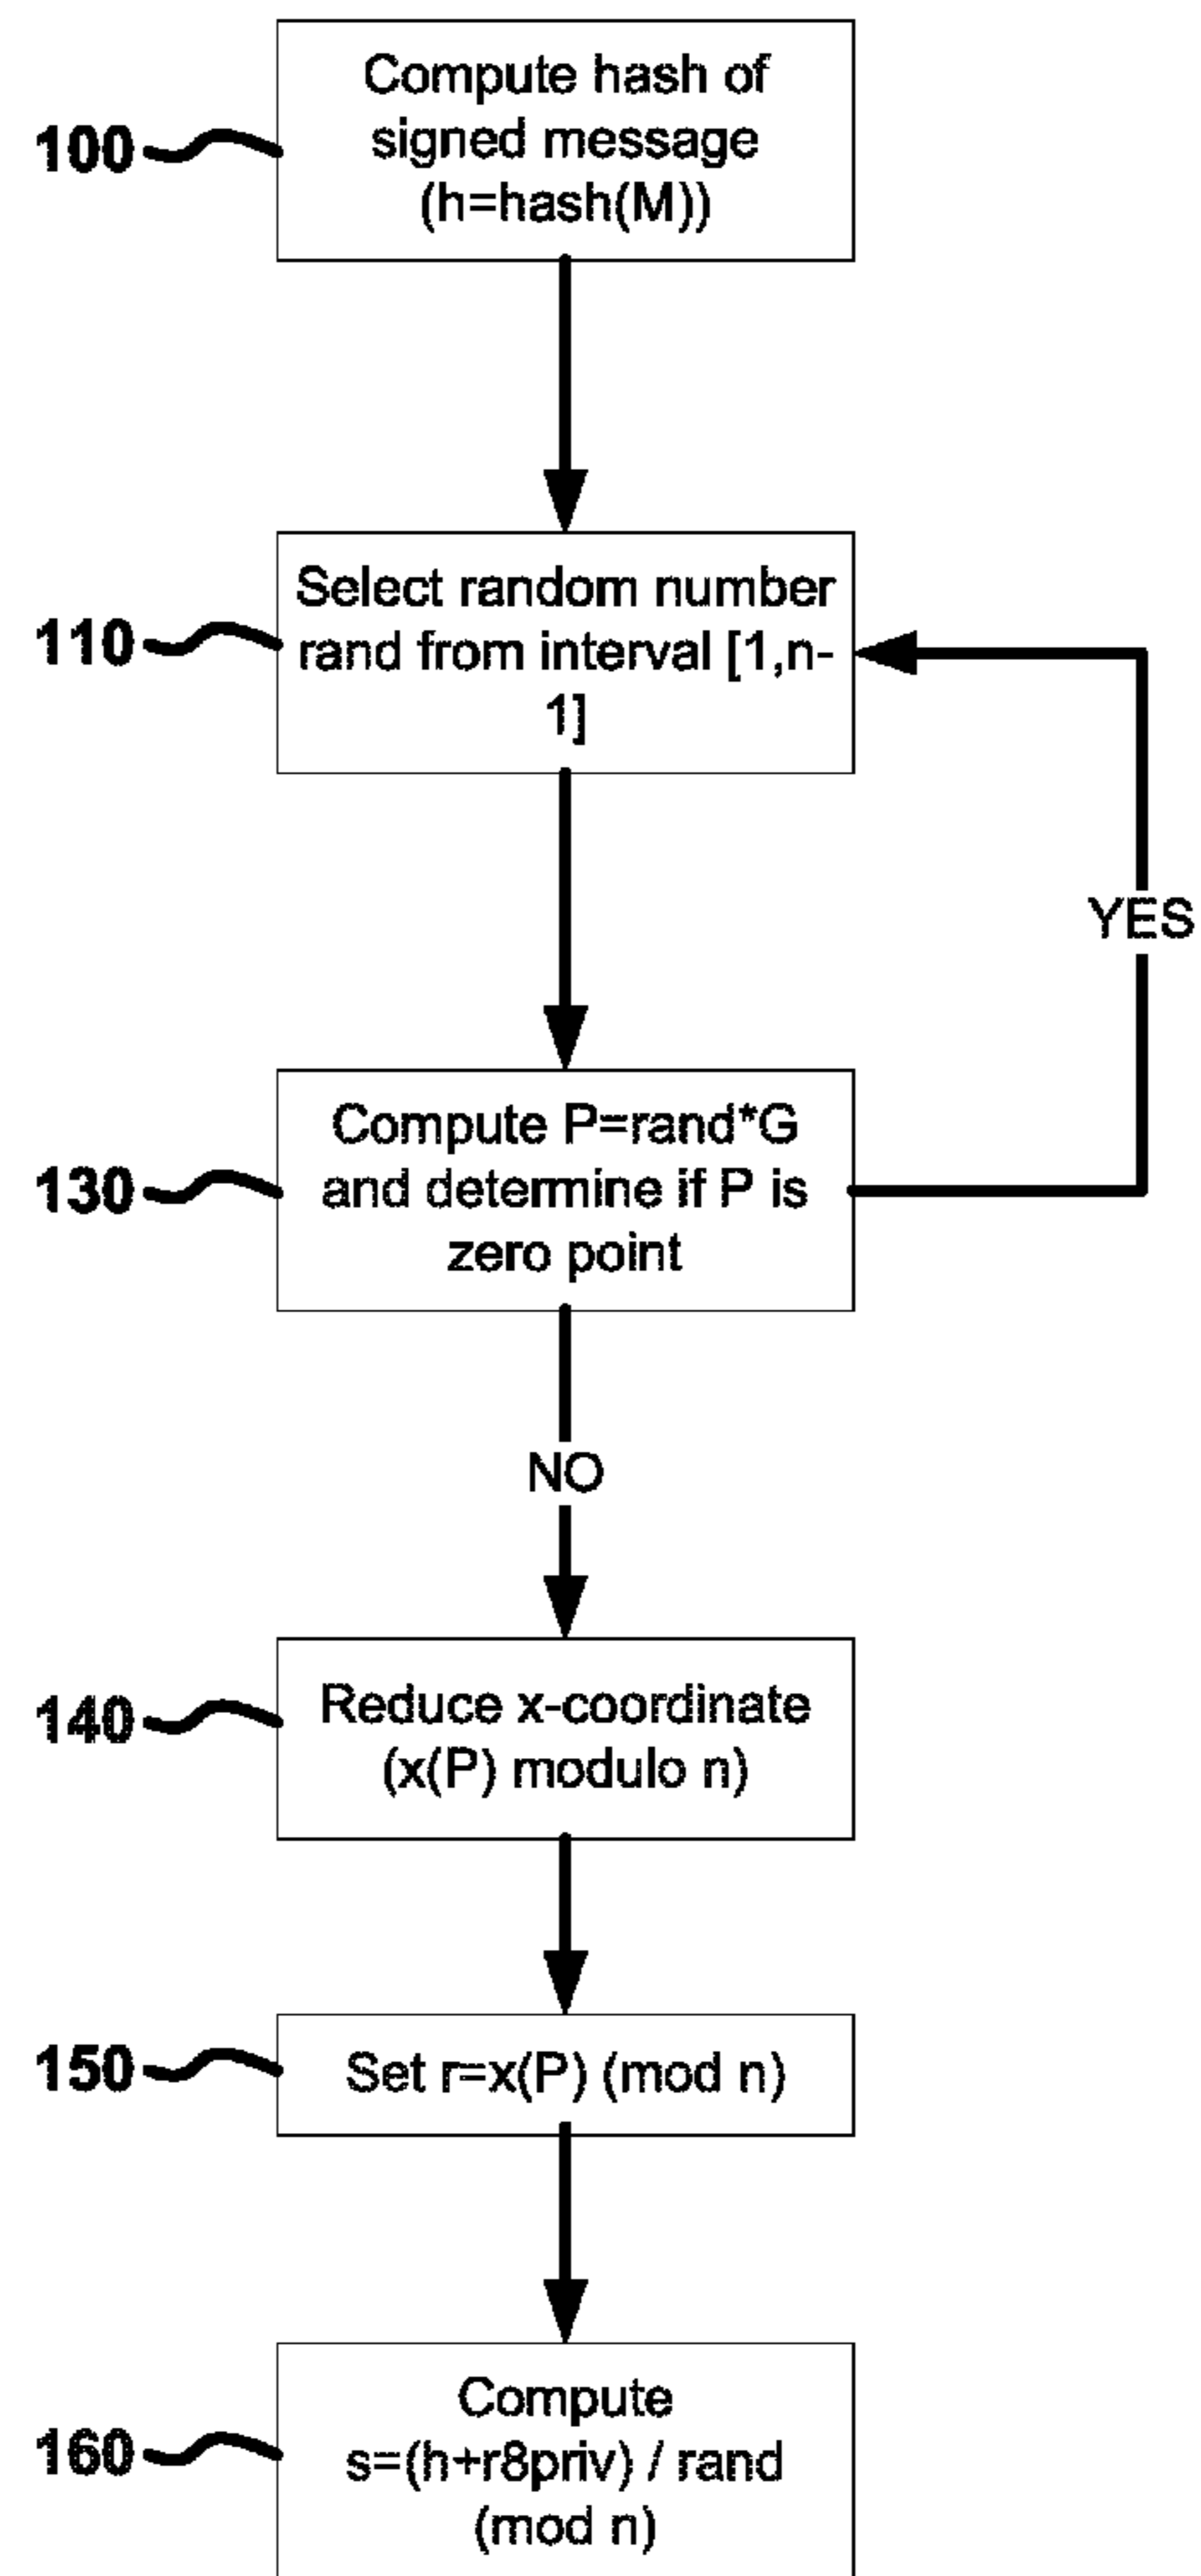 Compute hash of
signed message
(h=hash(M))
100
Select random number
rand from interval [1,n-
1]
110
YES
Compute P=rand*G
and determine if P is
zero point
130
NO
Reduce x-coordinate
(x(P) modulo n)
140
Set r=x(P) (mod n)
150
Compute
s=(h+r8priv) / rand
(mod n)
160